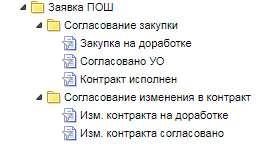 Заявка ПОШ
Согласование закупки
Закупка на доработке
Согласовано УО
Контракт исполнен
Согласование изменения в контракт
Изм. контракта на доработке
Изм. контракта согласовано